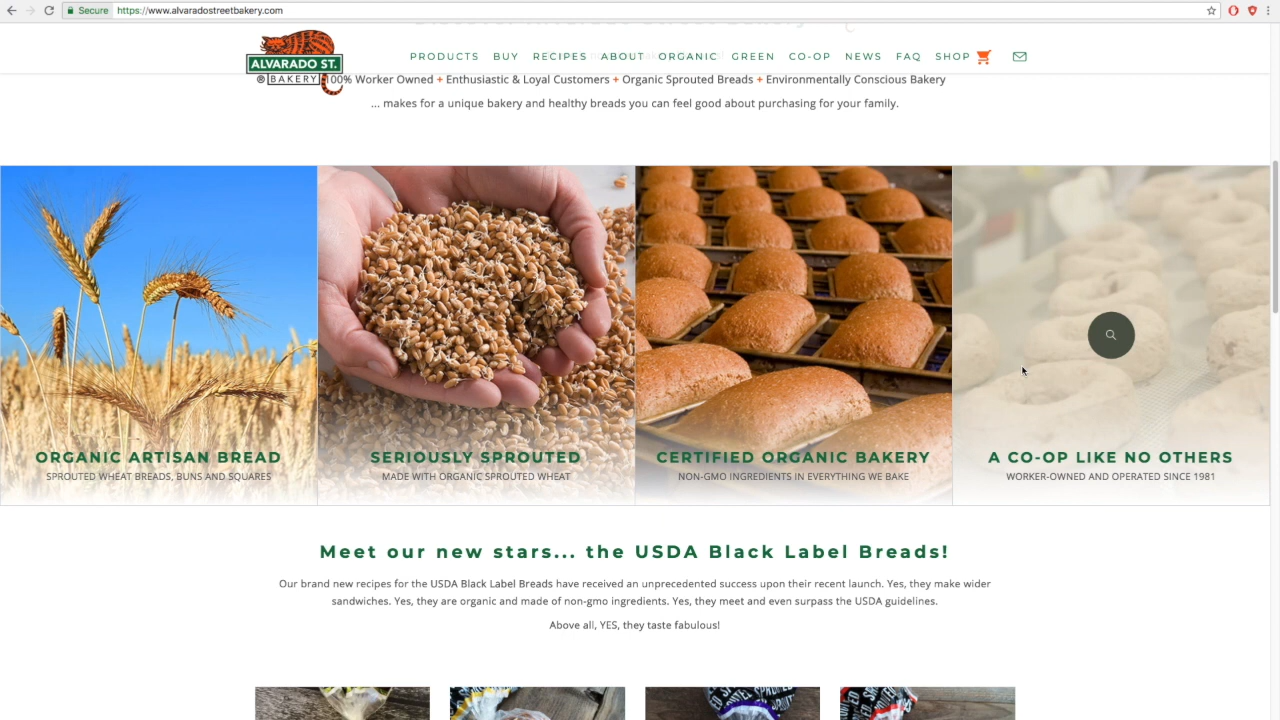 Secure https://www.alvaradostreetbakery.com
ALVARADO ST.
® BAKERY
PRODUCTS BUY RECIPES ABOUT ORGANIC GREEN CO-OP NEWS FAQ SHOP
100% Worker Owned + Enthusiastic & Loyal Customers + Organic Sprouted Breads + Environmentally Conscious Bakery
... makes for a unique bakery and healthy breads you can feel good about purchasing for your family.
ORGANIC ARTISAN BREAD
SPROUTED WHEAT BREADS, BUNS AND SQUARES
SERIOUSLY SPROUTED
MADE WITH ORGANIC SPROUTED WHEAT
CERTIFIED ORGANIC BAKERY
NON-GMO INGREDIENTS IN EVERYTHING WE BAKE
A CO-OP LIKE NO OTHERS
WORKER-OWNED AND OPERATED SINCE 1981
Meet our new stars... the USDA Black Label Breads!
Our brand new recipes for the USDA Black Label Breads have received an unprecedented success upon their recent launch. Yes, they make wider
sandwiches. Yes, they are organic and made of non-gmo ingredients. Yes, they meet and even surpass the USDA guidelines.
Above all, YES, they taste fabulous!